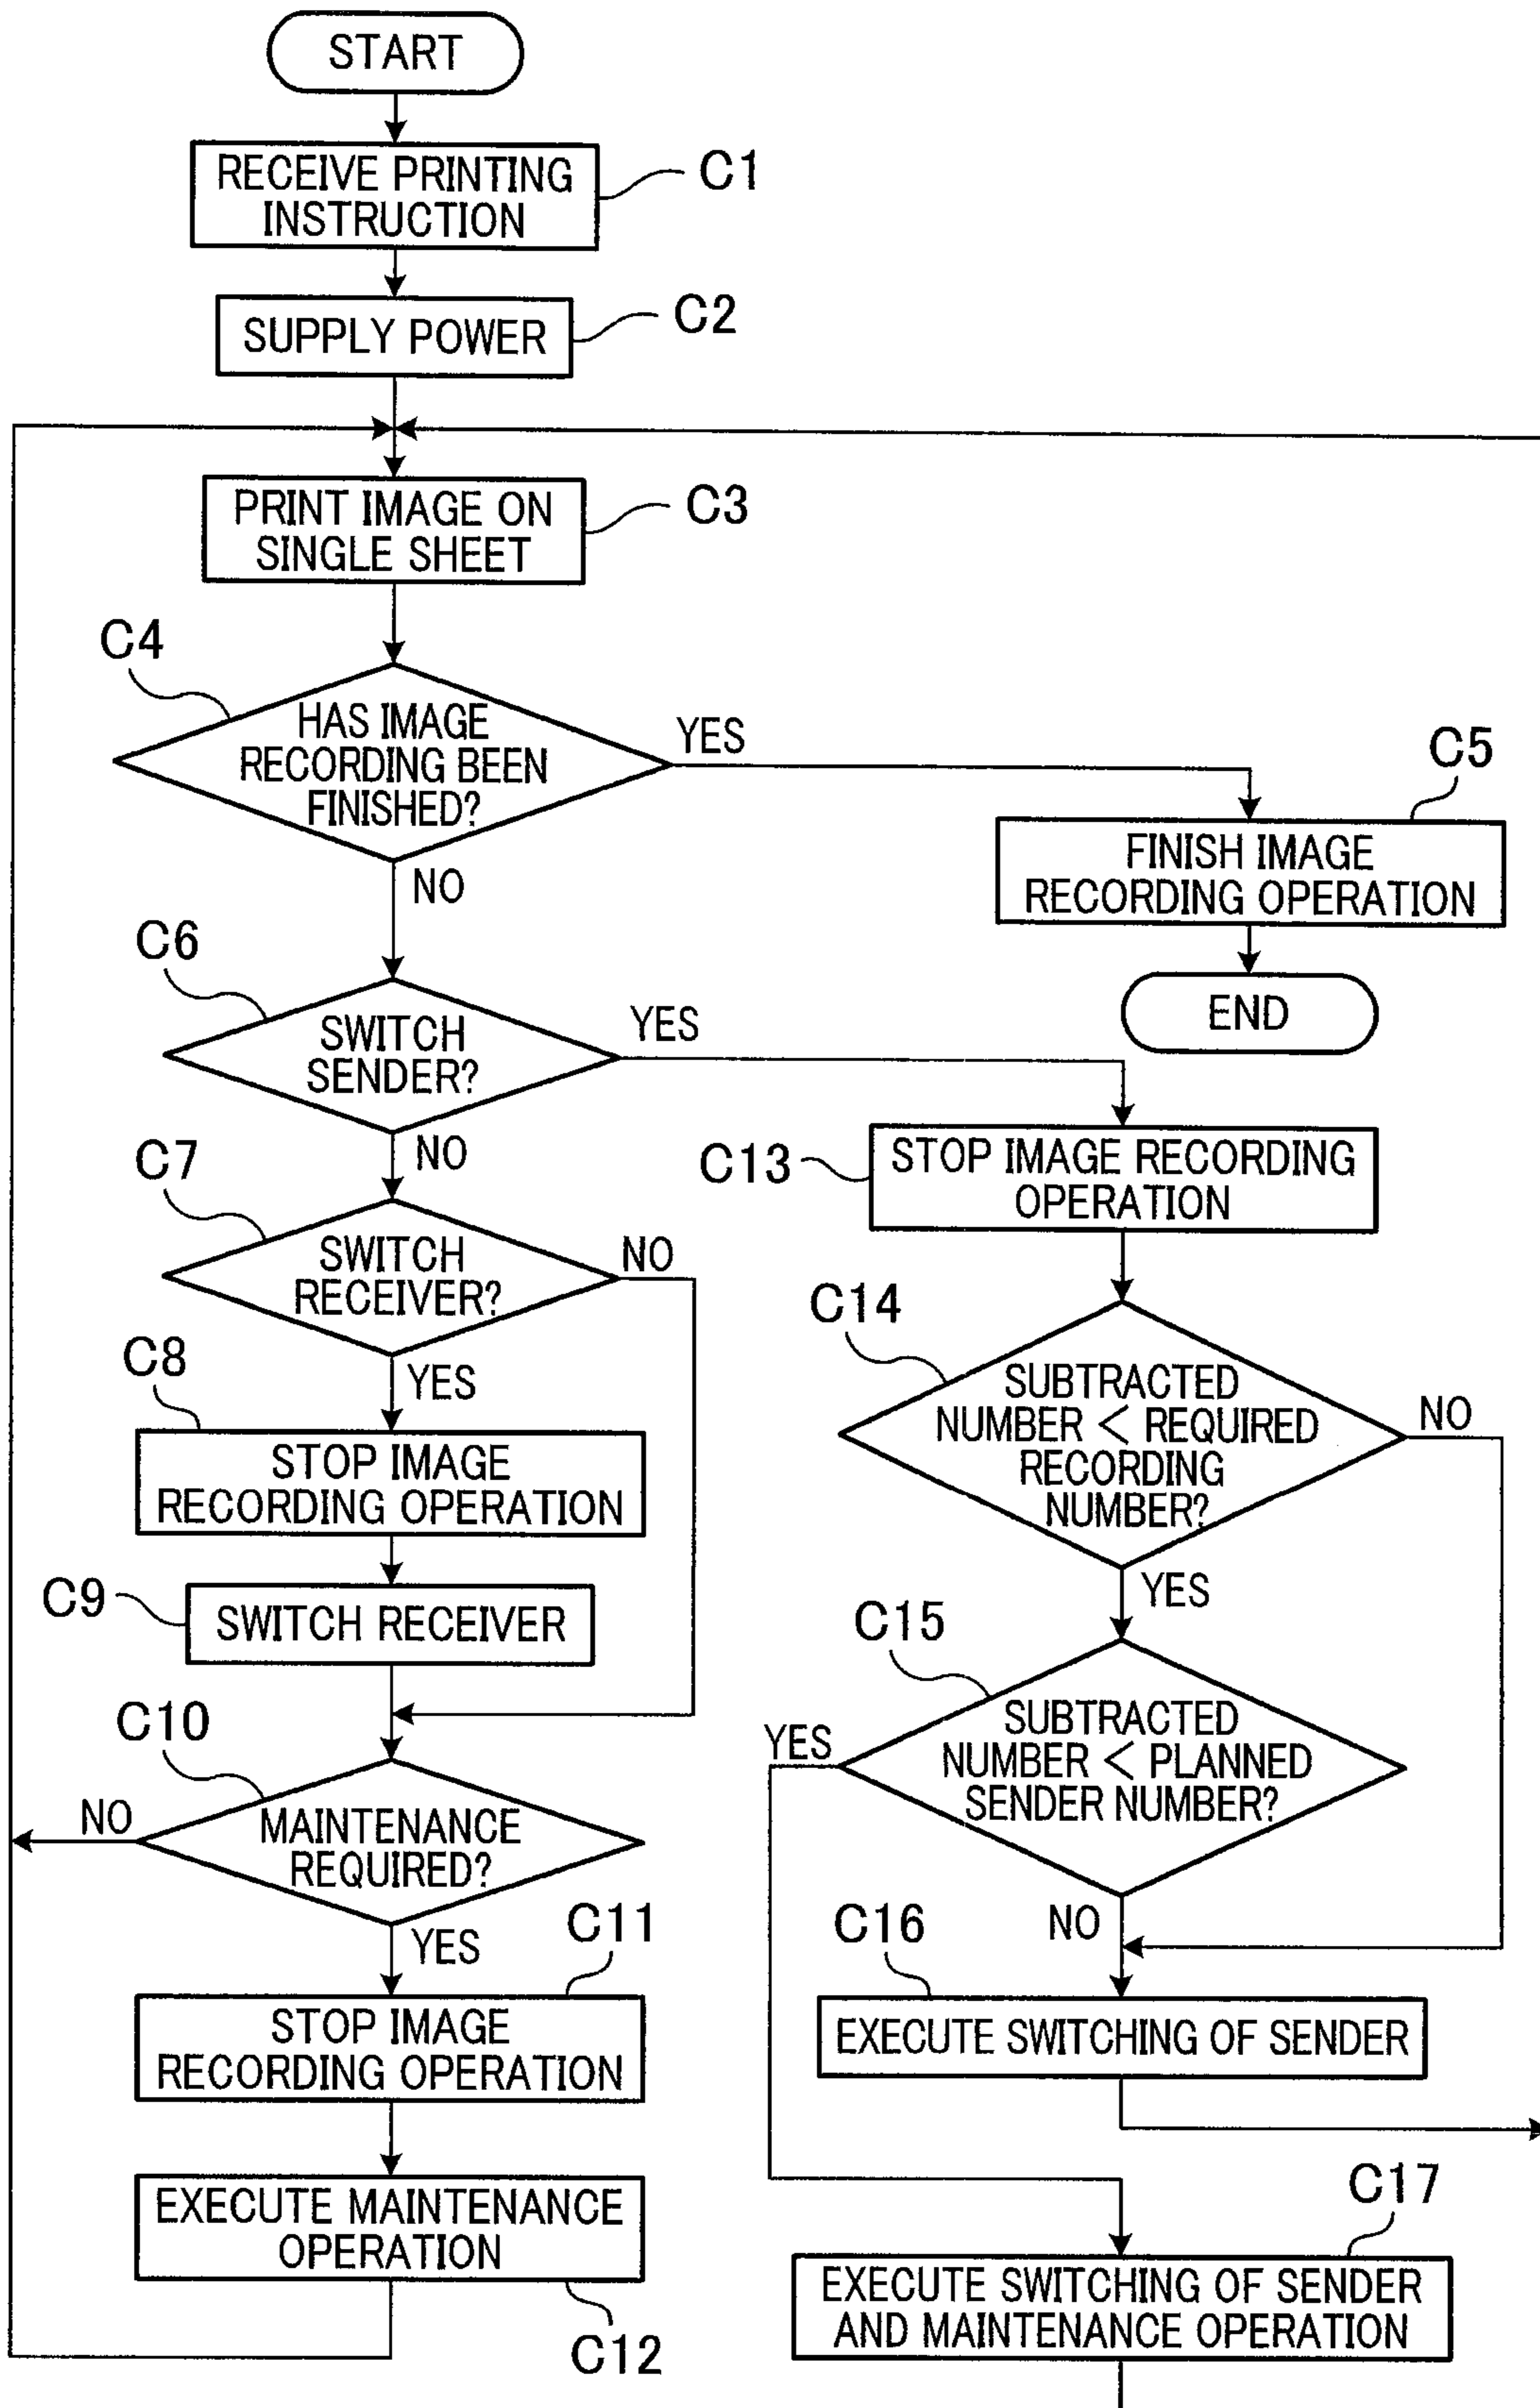 START
RECEIVE PRINTING
INSTRUCTION
C1
SUPPLY POWER
C2
PRINT IMAGE ON
SINGLE SHEET
C3
C4
HAS IMAGE
RECORDING BEEN
FINISHED?
YES
NO
C5
FINISH IMAGE
RECORDING OPERATION
END
C6
SWITCH
SENDER?
YES
NO
C7
SWITCH
RECEIVER?
NO
YES
C8
STOP IMAGE
RECORDING OPERATION
C9
SWITCH RECEIVER
C10
MAINTENANCE
REQUIRED?
NO
YES
C11
STOP IMAGE
RECORDING OPERATION
EXECUTE MAINTENANCE
OPERATION
C12
C13
STOP IMAGE RECORDING
OPERATION
C14
SUBTRACTED
NUMBER < REQUIRED
RECORDING
NUMBER?
NO
YES
C15
SUBTRACTED
NUMBER < PLANNED
SENDER NUMBER?
YES
NO
C16
EXECUTE SWITCHING OF SENDER
C17
EXECUTE SWITCHING OF SENDER
AND MAINTENANCE OPERATION